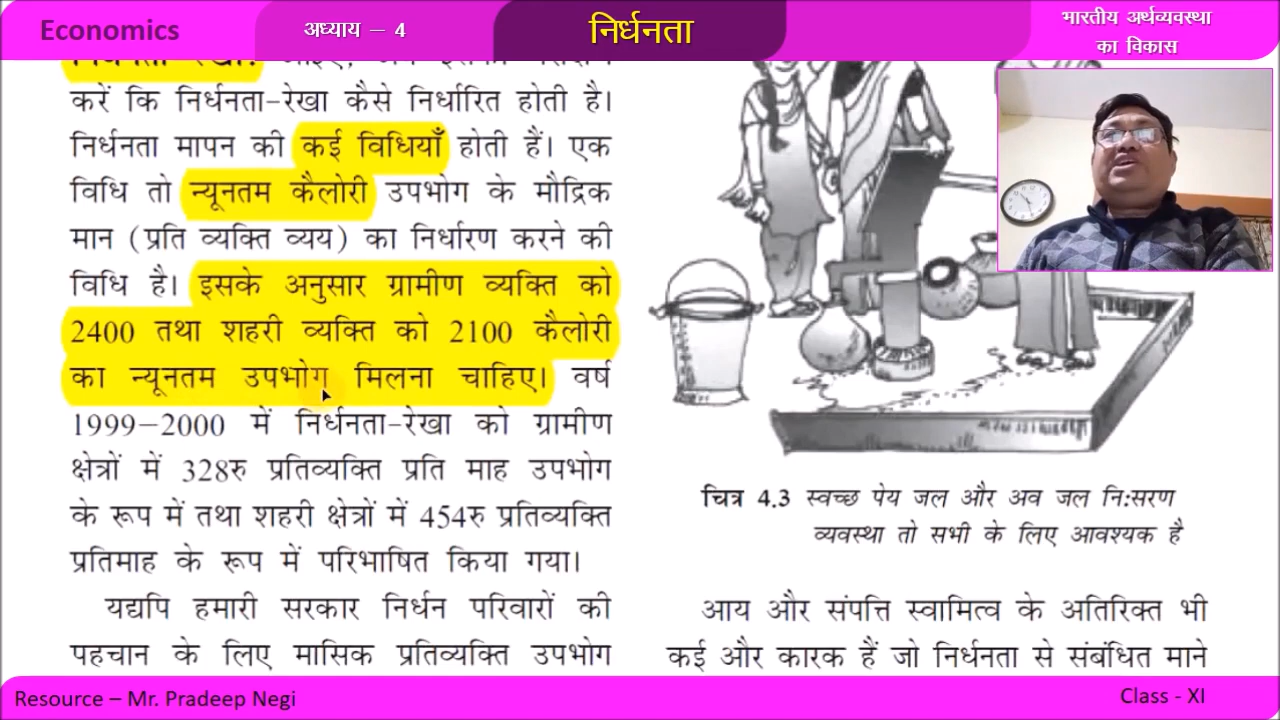 Economics
अध्याय – 4
निर्धनता
भारतीय अर्थव्यवस्था
का विकास
करें कि निर्धनता-रेखा कैसे निर्धारित होती है।
निर्धनता मापन की कई विधियाँ होती हैं। एक
विधि तो न्यूनतम कैलोरी उपभोग के मौद्रिक
मान (प्रति व्यक्ति व्यय) का निर्धारण करने की
विधि है। इसके अनुसार ग्रामीण व्यक्ति को
2400 तथा शहरी व्यक्ति को 2100 कैलोरी
का न्यूनतम उपभोग मिलना चाहिए। वर्ष
1999–2000 में निर्धनता-रेखा को ग्रामीण
क्षेत्रों में 328रु प्रतिव्यक्ति प्रति माह उपभोग
के रूप में तथा शहरी क्षेत्रों में 454रु प्रतिव्यक्ति
प्रतिमाह के रूप में परिभाषित किया गया।
यद्यपि हमारी सरकार निर्धन परिवारों की
पहचान के लिए मासिक प्रतिव्यक्ति उपभोग
चित्र 4.3 स्वच्छ पेय जल और अव जल नि:सरण
व्यवस्था तो सभी के लिए आवश्यक है
आय और संपत्ति स्वामित्व के अतिरिक्त भी
कई और कारक हैं जो निर्धनता से संबंधित माने
Resource – Mr. Pradeep Negi
Class - XI